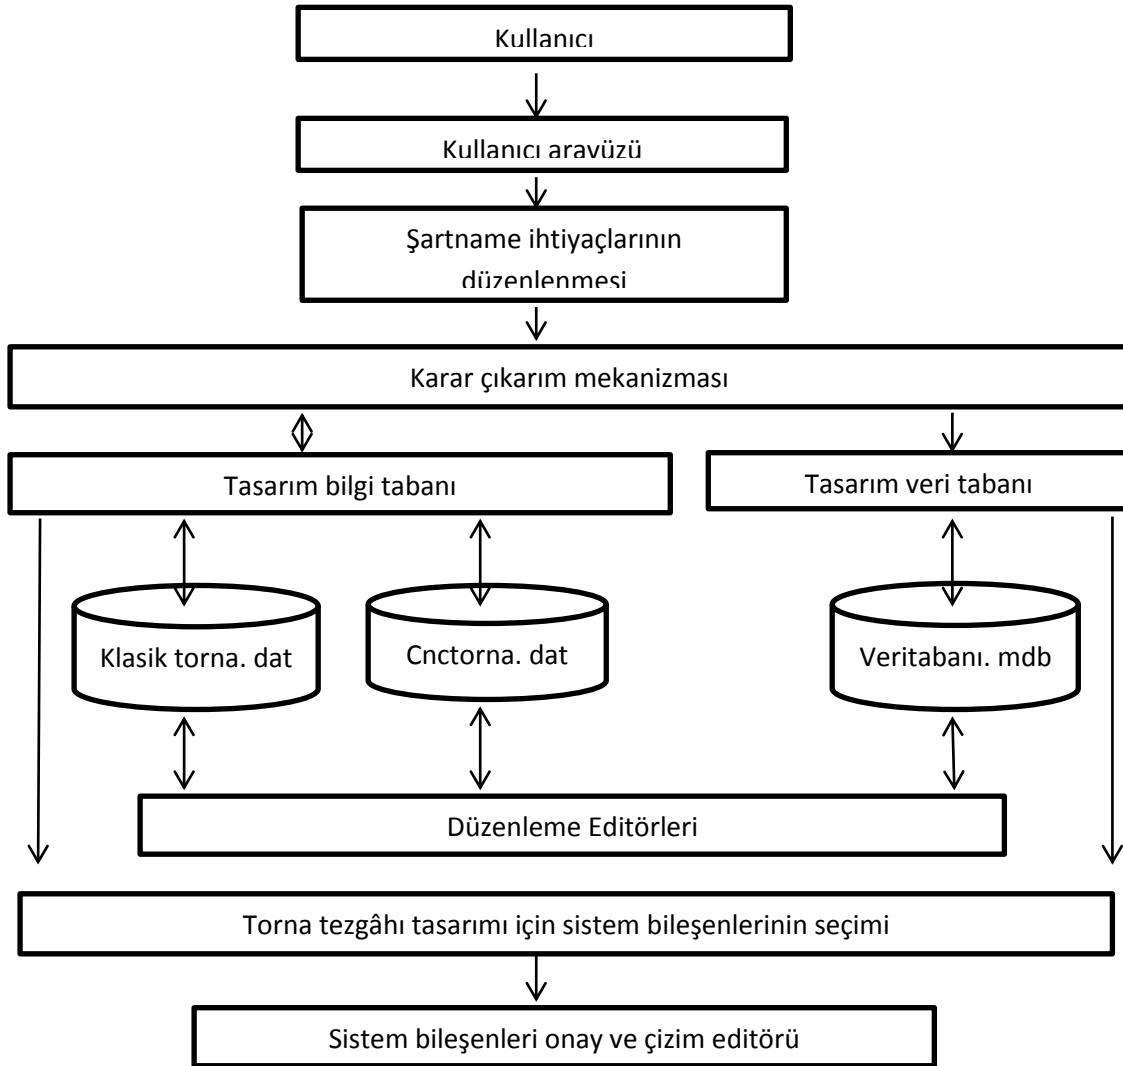 Kullanıcı
Kullanıcı arayüzü
Şartname ihtiyaçlarının
düzenlenmesi
Karar çıkarım mekanizması
Tasarım bilgi tabanı
Tasarım veri tabanı
Klasik torna. dat
Cnctorna. dat
Veritabanı. mdb
Düzenleme Editörleri
Torna tezgâhı tasarımı için sistem bileşenlerinin seçimi
Sistem bileşenleri onay ve çizim editörü